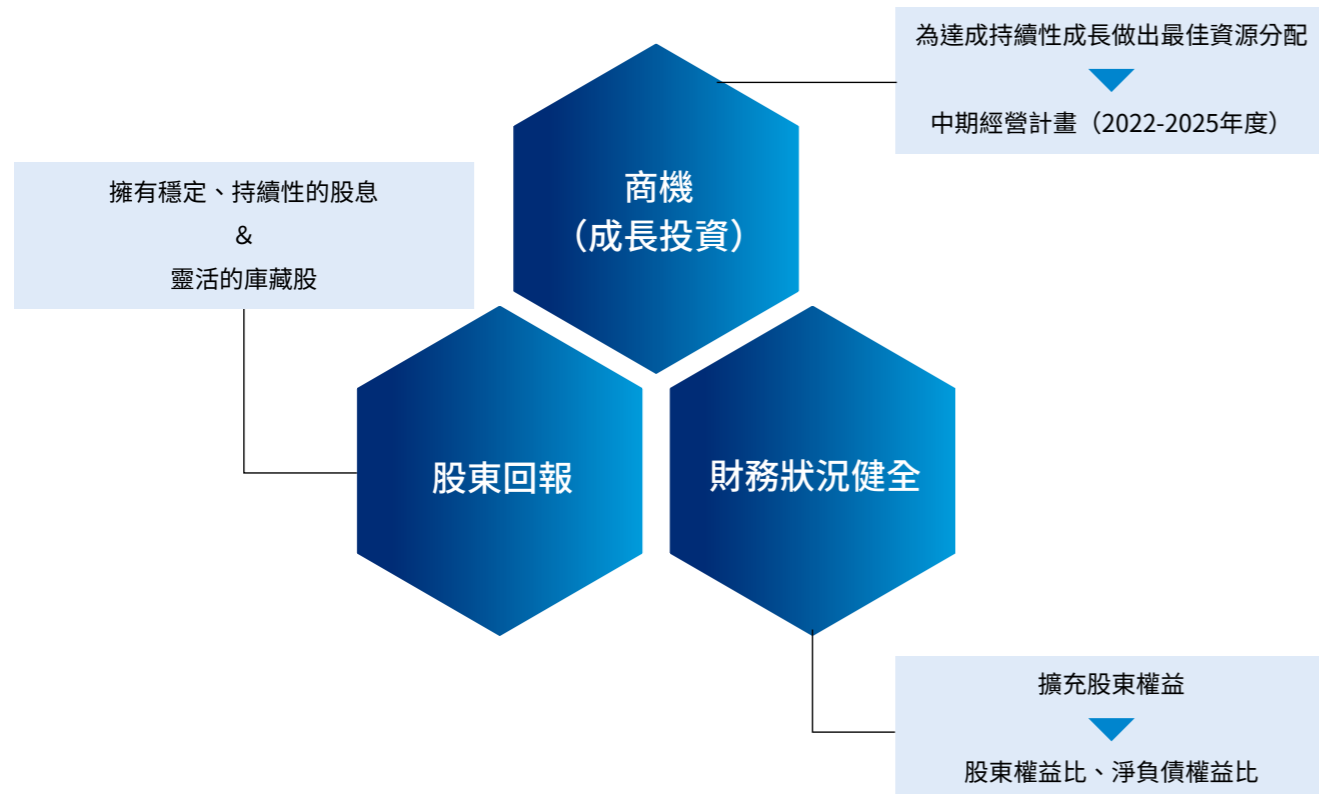 為達成持續性成長做出最佳資源分配
中期經營計畫（2022-2025年度）
擁有穩定、持續性的股息
&
靈活的庫藏股
商機
（成長投資）
股東回報
財務狀況健全
擴充股東權益
股東權益比、淨負債權益比